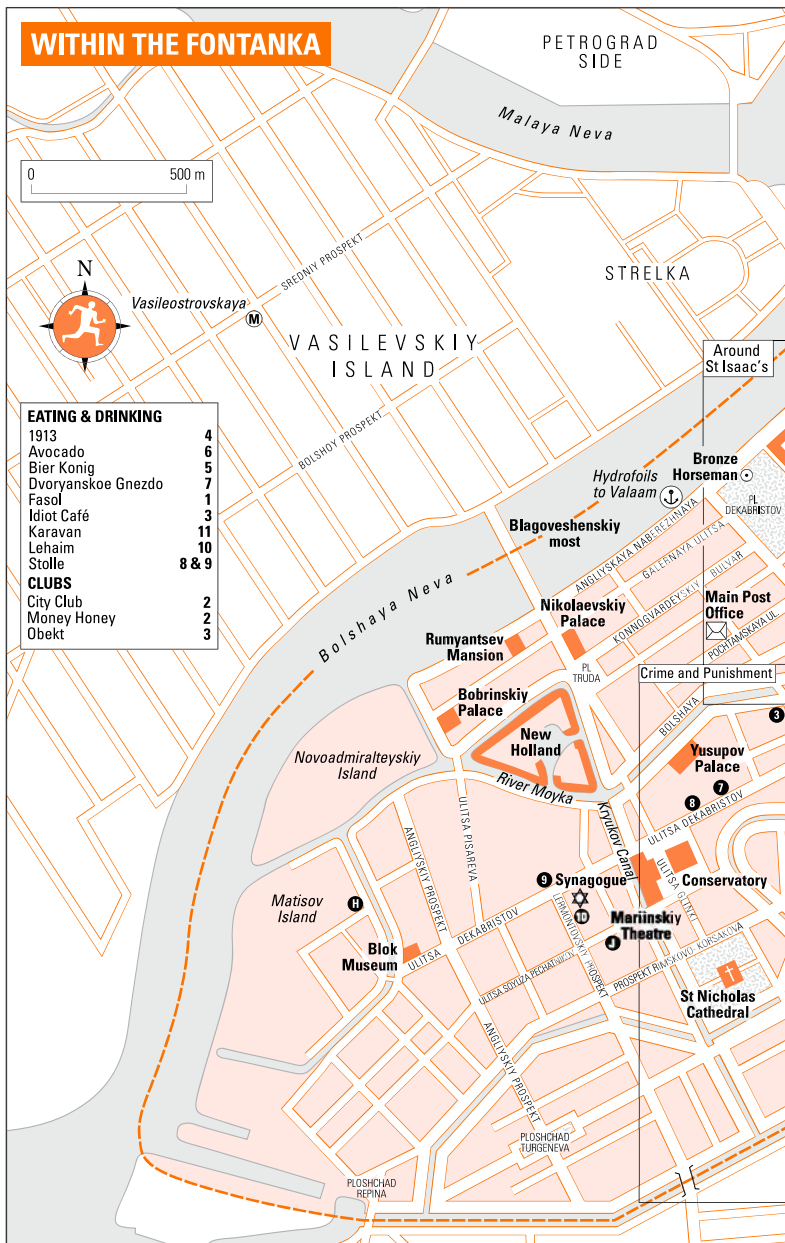 WITHIN THE FONTANKA
PETROGRAD
SIDE
Malaya Neva
0 500 m
SREDNIY PROSPEKT
STRELKA
N
Vasileostrovskaya
M
VASILEVSKIY
ISLAND
Around
St Isaac's
EATING & DRINKING
1913 4
Avocado 6
Bier Konig 5
Dvoryanskoe Gnezdo 7
Fasol 1
Idiot Café 3
Karavan 11
Lehaim 10
Stolle 8 & 9
CLUBS
City Club 2
Money Honey 2
Obekt 3
BOLSHOY PROSPEKT
Bronze
Horseman
Hydrofoils
to Valaam
PL
DEKABRISTOV
Blagoveshenskiy
most
ANGLIYSKAYA NABEREZHNAYA
GALERNAYA ULITSA
Bolshaya Neva
KONNOGVARDEYSKIY BULVAR
Main Post
Office
Nikolaevskiy
Palace
POCHTAMSKAYA UL.
Rumyantsev
Mansion
PL
TRUDA
Crime and Punishment
Bobrinskiy
Palace
BOLSHAYA
3
New
Holland
Yusupov
Palace
Novoadmiralteyskiy
Island
River Moyka
7
8
Kryukov Canal
ULITSA DEKABRISTOV
ULITSA PISAREVA
ANGLIYSKIY PROSPEKT
ULITSA GLINKI
9
Synagogue
Conservatory
Matisov
Island
H
10
LERMONTOVSKIY PROSPEKT
Mariinskiy
Theatre
J
Blok
Museum
ULITSA DEKABRISTOV
ULITSA SOYUZA PECHATNIKOV
PROSPEKT RIMSKOVO-KORSAKOVA
St Nicholas
Cathedral
ANGLIYSKIY PROSPEKT
PLOSHCHAD
TURGENEVA
PLOSHCHAD
REPINA